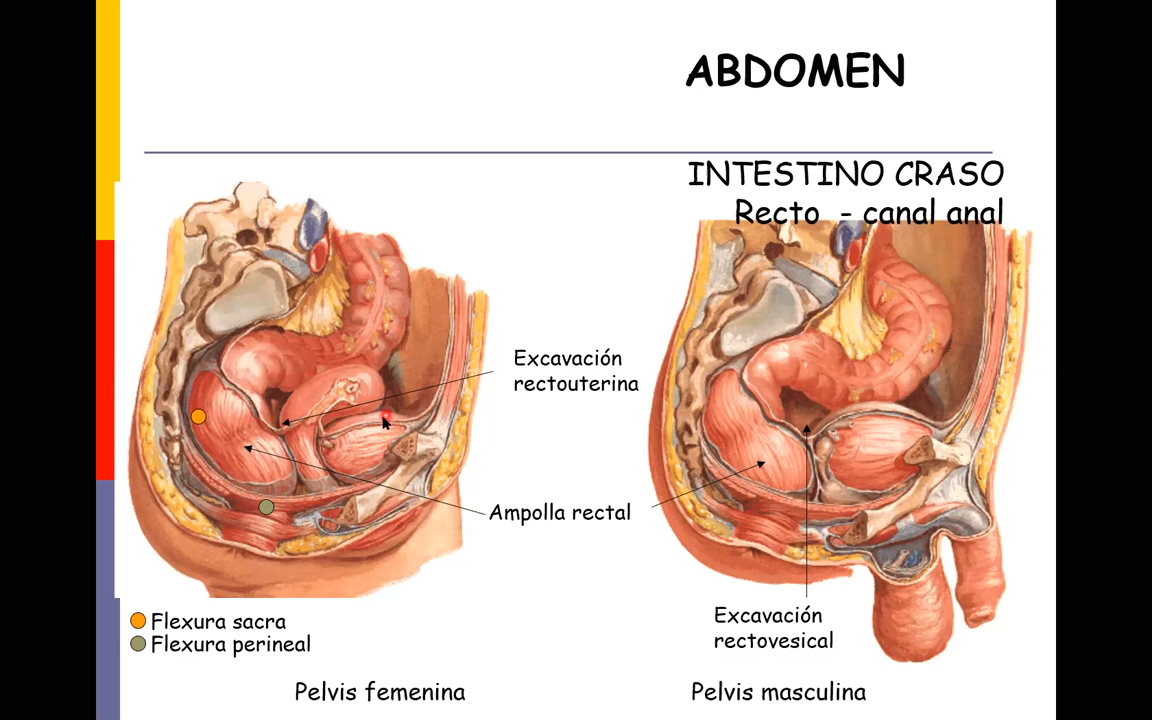 ABDOMEN
INTESTINO CRASO
Recto - canal anal
Excavación
rectouterina
Ampolla rectal
Excavación
rectovesical
Flexura sacra
Flexura perineal
Pelvis femenina
Pelvis masculina